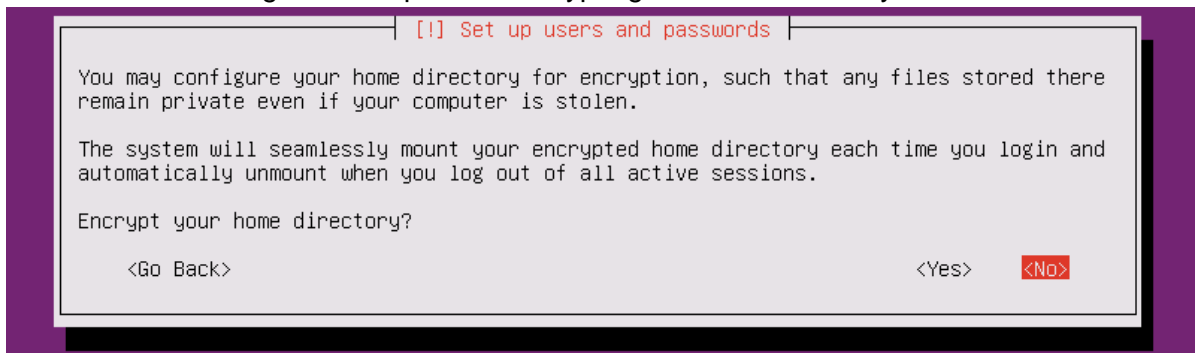 [!] Set up users and passwords
You may configure your home directory for encryption, such that any files stored there
remain private even if your computer is stolen.
The system will seamlessly mount your encrypted home directory each time you login and
automatically unmount when you log out of all active sessions.
Encrypt your home directory?
<Go Back> <Yes> <No>